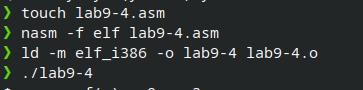 ❯ touch lab9-4.asm
❯ nasm -f elf lab9-4.asm
❯ ld -m elf_i386 -o lab9-4 lab9-4.o
❯ ./lab9-4